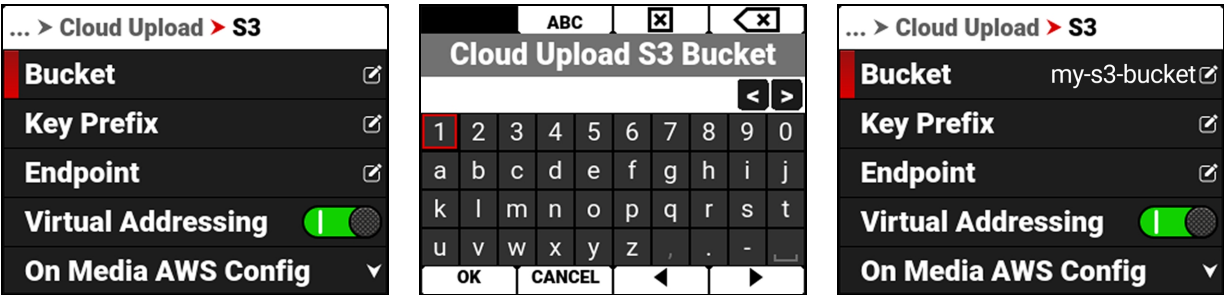 ... > Cloud Upload > S3
Bucket
Key Prefix
Endpoint
Virtual Addressing
On Media AWS Config
ABC
Cloud Upload S3 Bucket
< >
1 2 3 4 5 6 7 8 9 0
a b c d e f g h i j
k l m n o p q r s t
u v w x y z , . -
OK CANCEL
... > Cloud Upload > S3
Bucket my-s3-bucket
Key Prefix
Endpoint
Virtual Addressing
On Media AWS Config